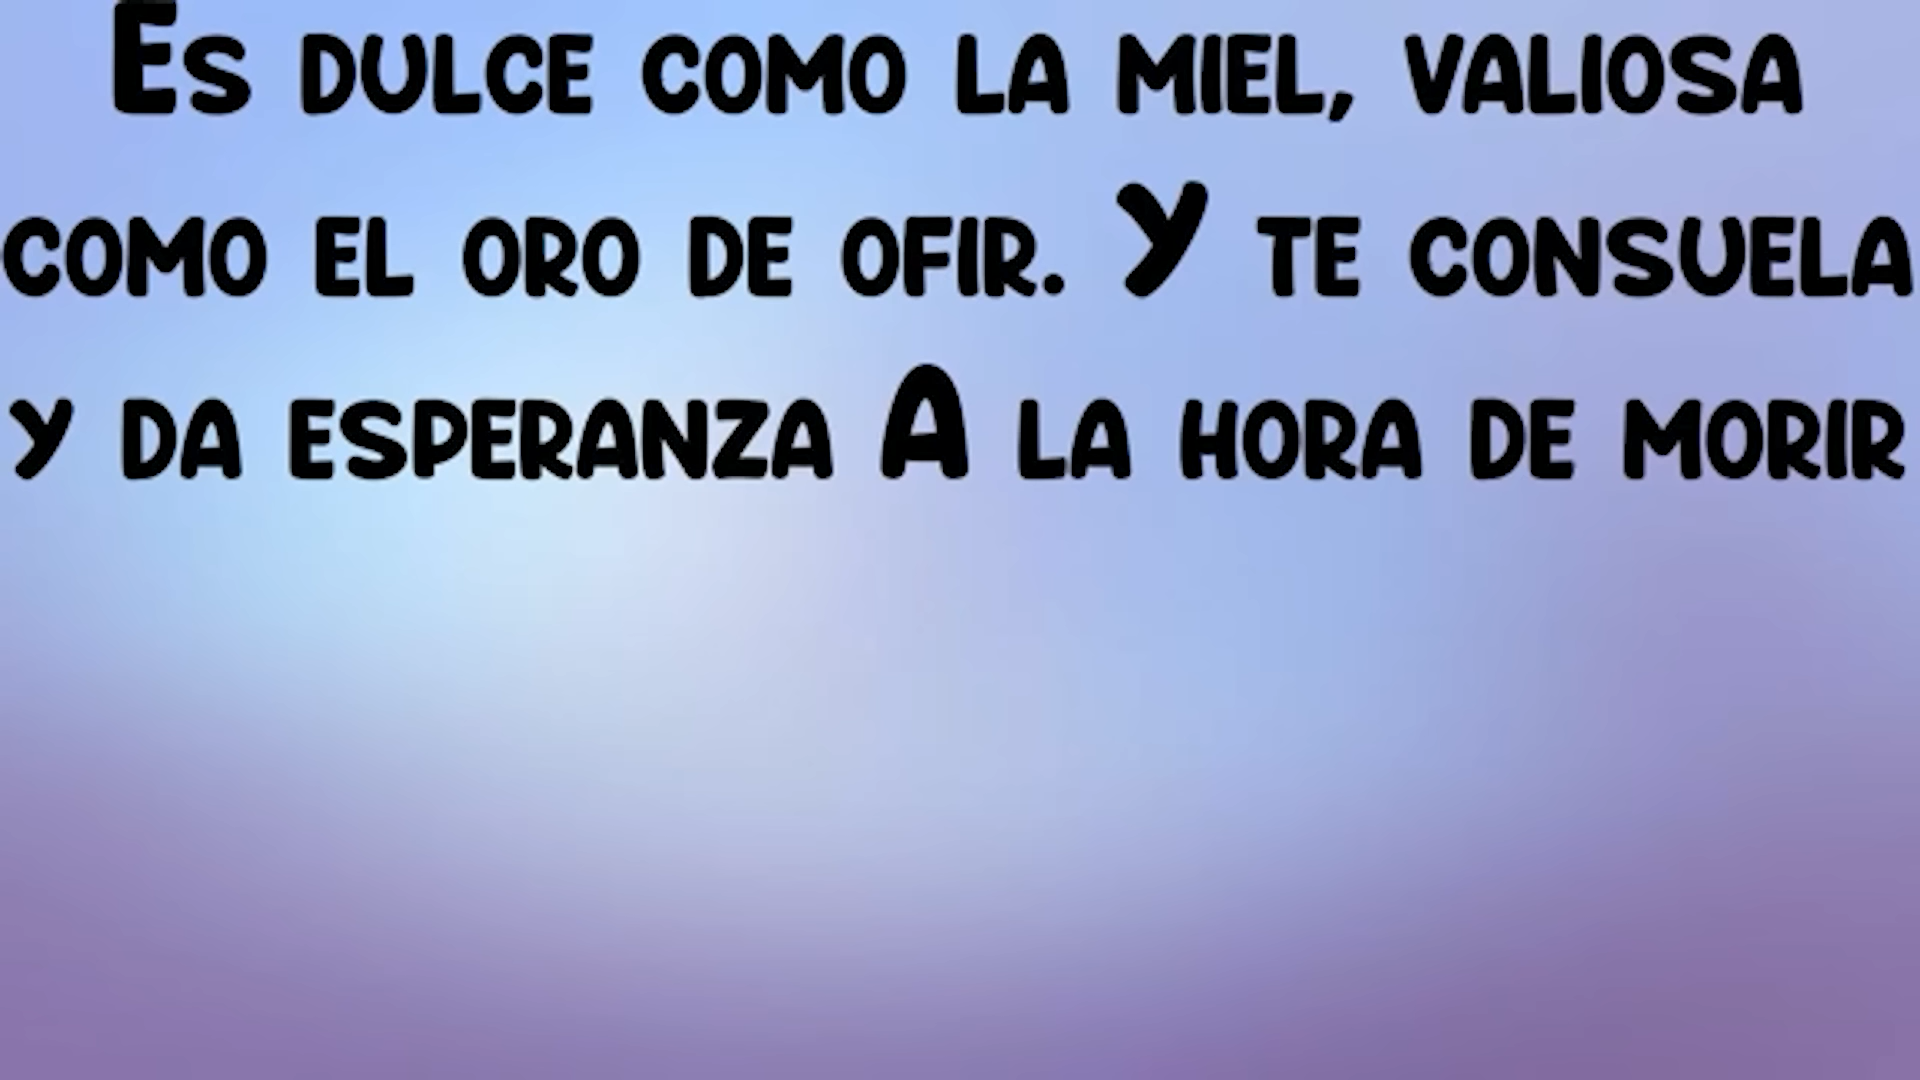 Es dulce como la miel, valiosa
como el oro de ofir. Y te consuela
y da esperanza A la hora de morir